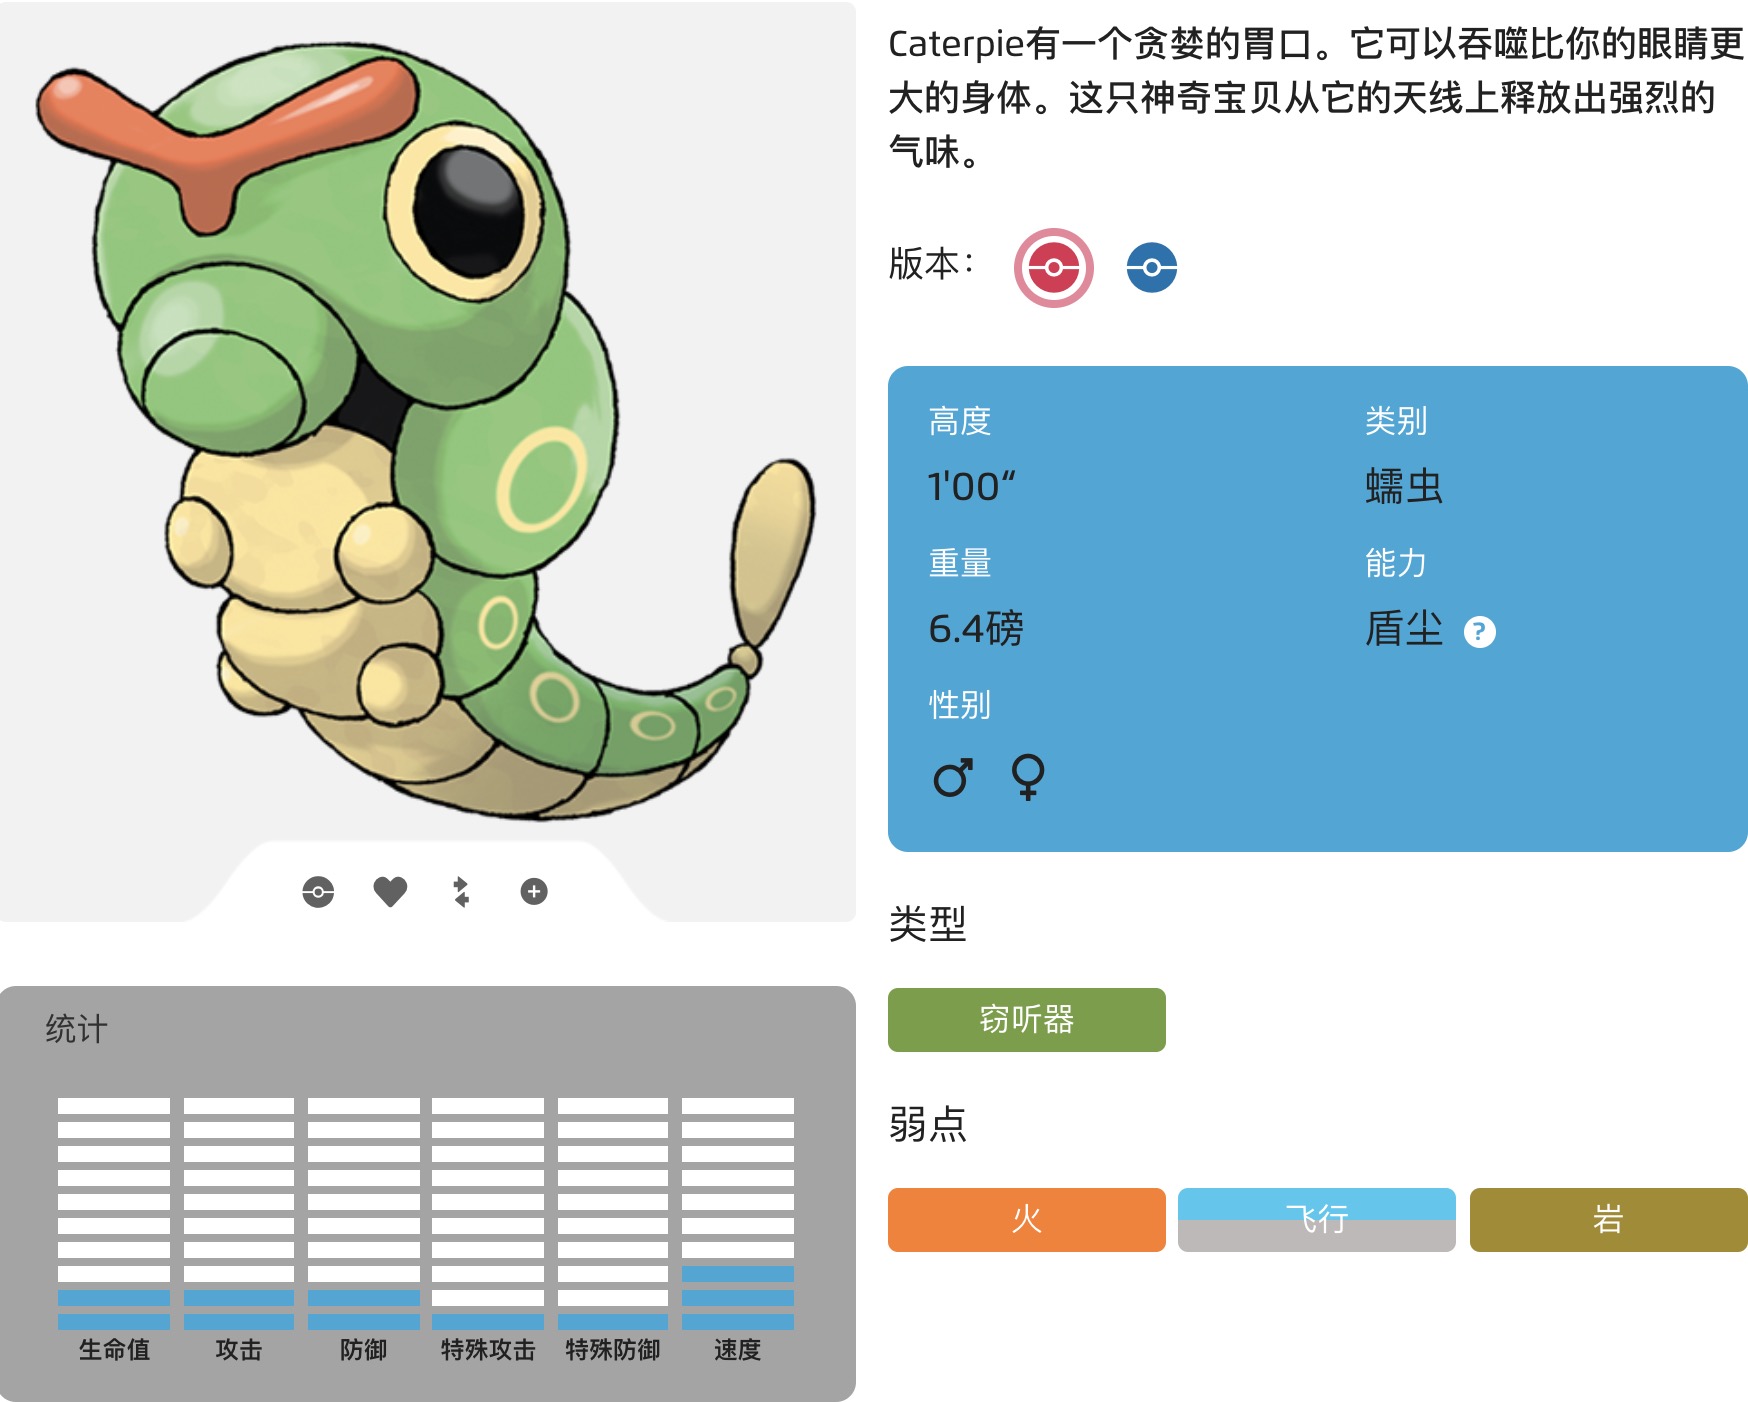 Caterpie有一个贪婪的胃口。它可以吞噬比你的眼睛更
大的身体。这只神奇宝贝从它的天线上释放出强烈的
气味。
版本：
高度
类别
1'00“
蠕虫
重量
能力
6.4磅
盾尘 ?
性别
♂ ♀
类型
窃听器
弱点
火 飞行 岩
统计
生命值 攻击 防御 特殊攻击 特殊防御 速度